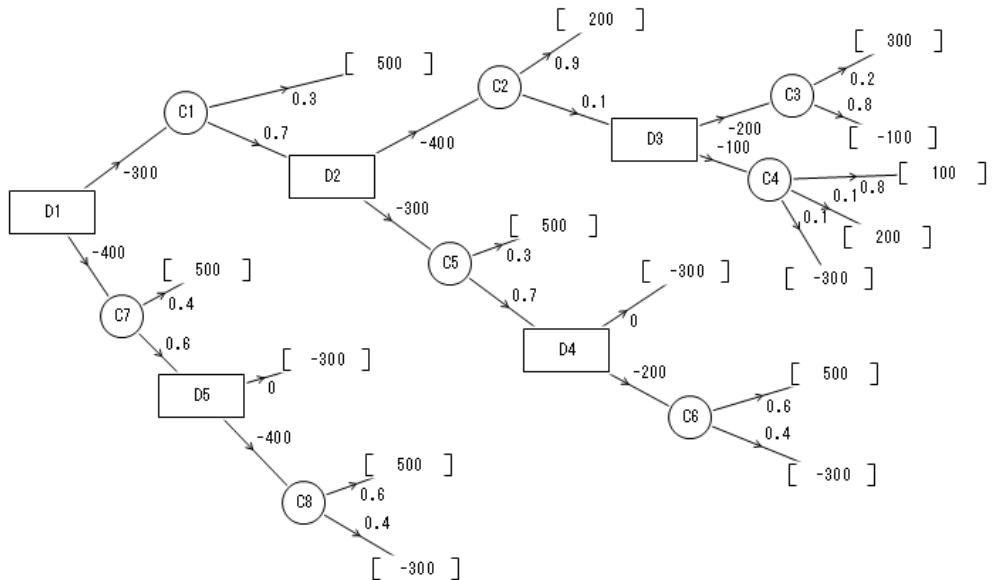 [ 200 ]
[ 300 ]
[ 500 ]
0.9
0.2
C3
C2
0.3
0.8
C1
0.1
-200
[ -100 ]
0.7
-400
D3
-100
-300
D2
C4
0.8
[ 100 ]
0.1
D1
-300
0.1
[ 500 ]
[ 200 ]
-400
0.3
C5
[ 500 ]
[ -300 ]
[ -300 ]
0.4
0.7
C7
0
0.6
D4
[ -300 ]
-200
[ 500 ]
0
D5
0.6
C6
0.4
-400
[ 500 ]
[ -300 ]
0.6
C8
0.4
[ -300 ]